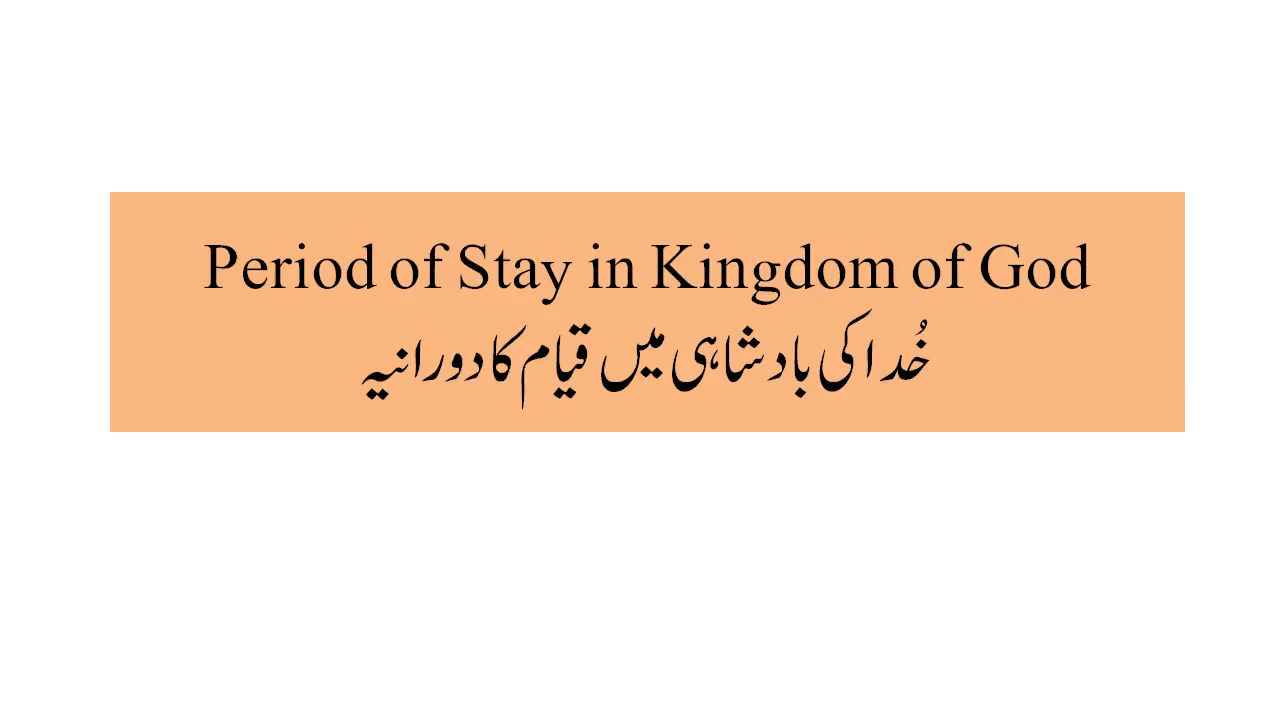 Period of Stay in Kingdom of God
خُدا کی بادشاہی میں قیام کا دورانیہ